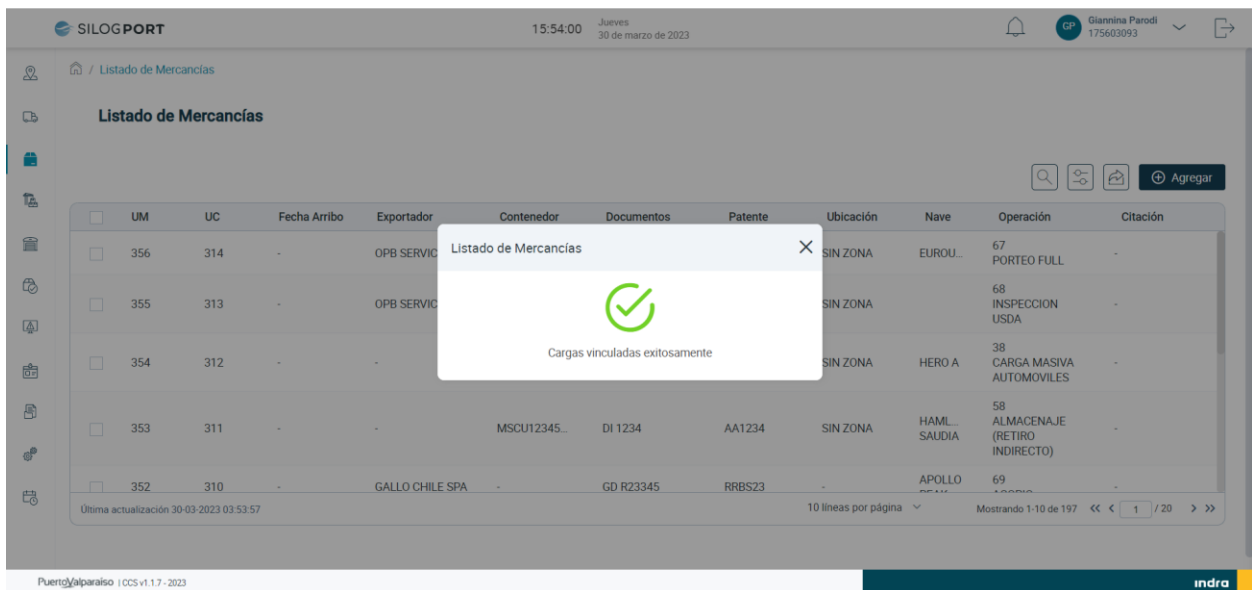 SILOGPORT
15:54:00
Jueves
30 de marzo de 2023
GP
Giannina Parodi
175603093
/ Listado de Mercancías
Listado de Mercancías
Agregar
UM UC Fecha Arribo Exportador Contenedor Documentos Patente Ubicación Nave Operación Citación
356 314 - OPB SERVIC SIN ZONA EUROU... 67 PORTEO FULL -
355 313 - OPB SERVIC SIN ZONA 68 INSPECCION USDA -
354 312 - - SIN ZONA HERO A 38 CARGA MASIVA AUTOMOVILES -
353 311 - - MSCU12345... DI 1234 AA1234 SIN ZONA HAML... SAUDIA 58 ALMACENAJE (RETIRO INDIRECTO) -
352 310 - GALLO CHILE SPA - GD R23345 RRBS23 - APOLLO 69 -
Listado de Mercancías
Cargas vinculadas exitosamente
Última actualización 30-03-2023 03:53:57
10 líneas por página
Mostrando 1-10 de 197 << < 1 / 20 > >>
PuertoValparaíso | CCS v1.1.7 - 2023
indra